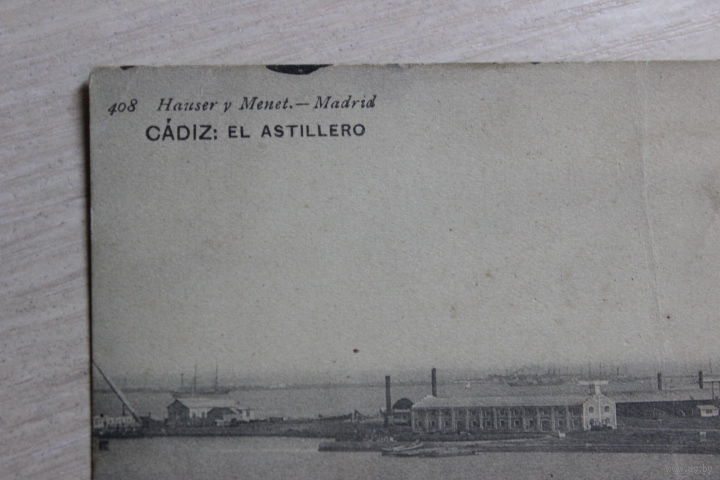 408 Hauser y Menet.—Madrid
CÁDIZ: EL ASTILLERO